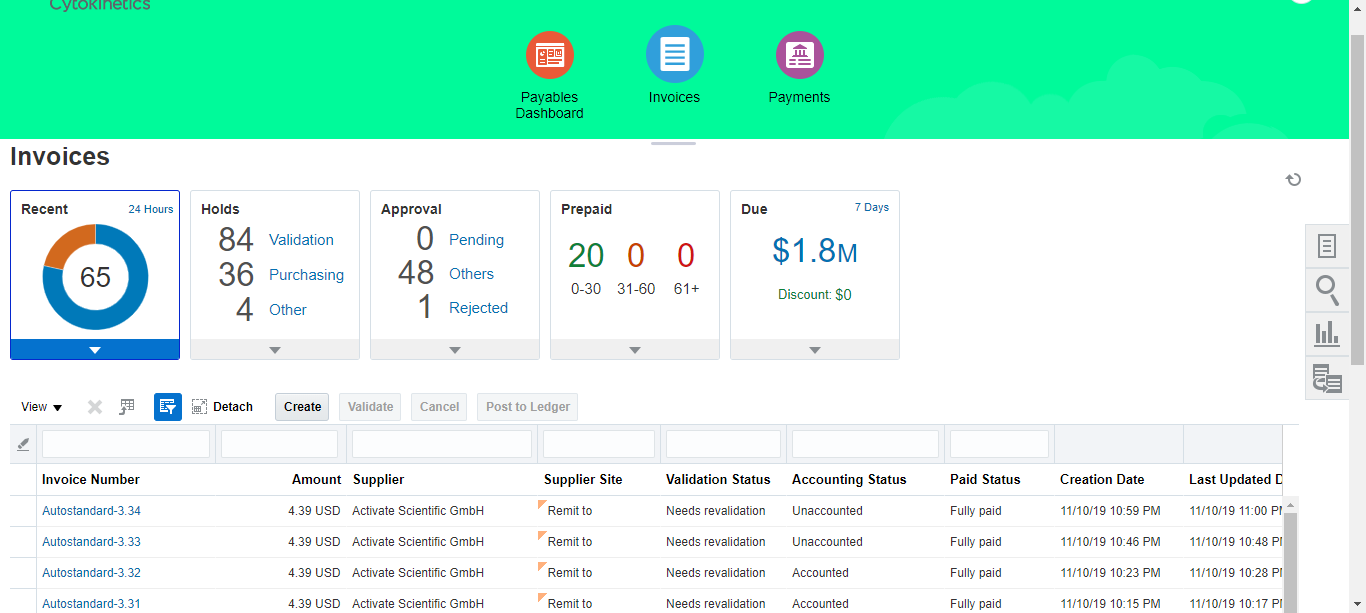 Cytokinetics
Payables Dashboard
Invoices
Payments
Invoices
Recent
24 Hours
65
Holds
84 Validation
36 Purchasing
4 Other
Approval
0 Pending
48 Others
1 Rejected
Prepaid
20 0 0
0-30 31-60 61+
Due
7 Days
$1.8M
Discount: $0
View Detach Create Validate Cancel Post to Ledger
Invoice Number Amount Supplier Supplier Site Validation Status Accounting Status Paid Status Creation Date Last Updated D
Autostandard-3.34 4.39 USD Activate Scientific GmbH Remit to Needs revalidation Unaccounted Fully paid 11/10/19 10:59 PM 11/10/19 11:00 PM
Autostandard-3.33 4.39 USD Activate Scientific GmbH Remit to Needs revalidation Unaccounted Fully paid 11/10/19 10:46 PM 11/10/19 10:48 PM
Autostandard-3.32 4.39 USD Activate Scientific GmbH Remit to Needs revalidation Accounted Fully paid 11/10/19 10:23 PM 11/10/19 10:28 PM
Autostandard-3.31 4.39 USD Activate Scientific GmbH Remit to Needs revalidation Accounted Fully paid 11/10/19 10:15 PM 11/10/19 10:17 PM